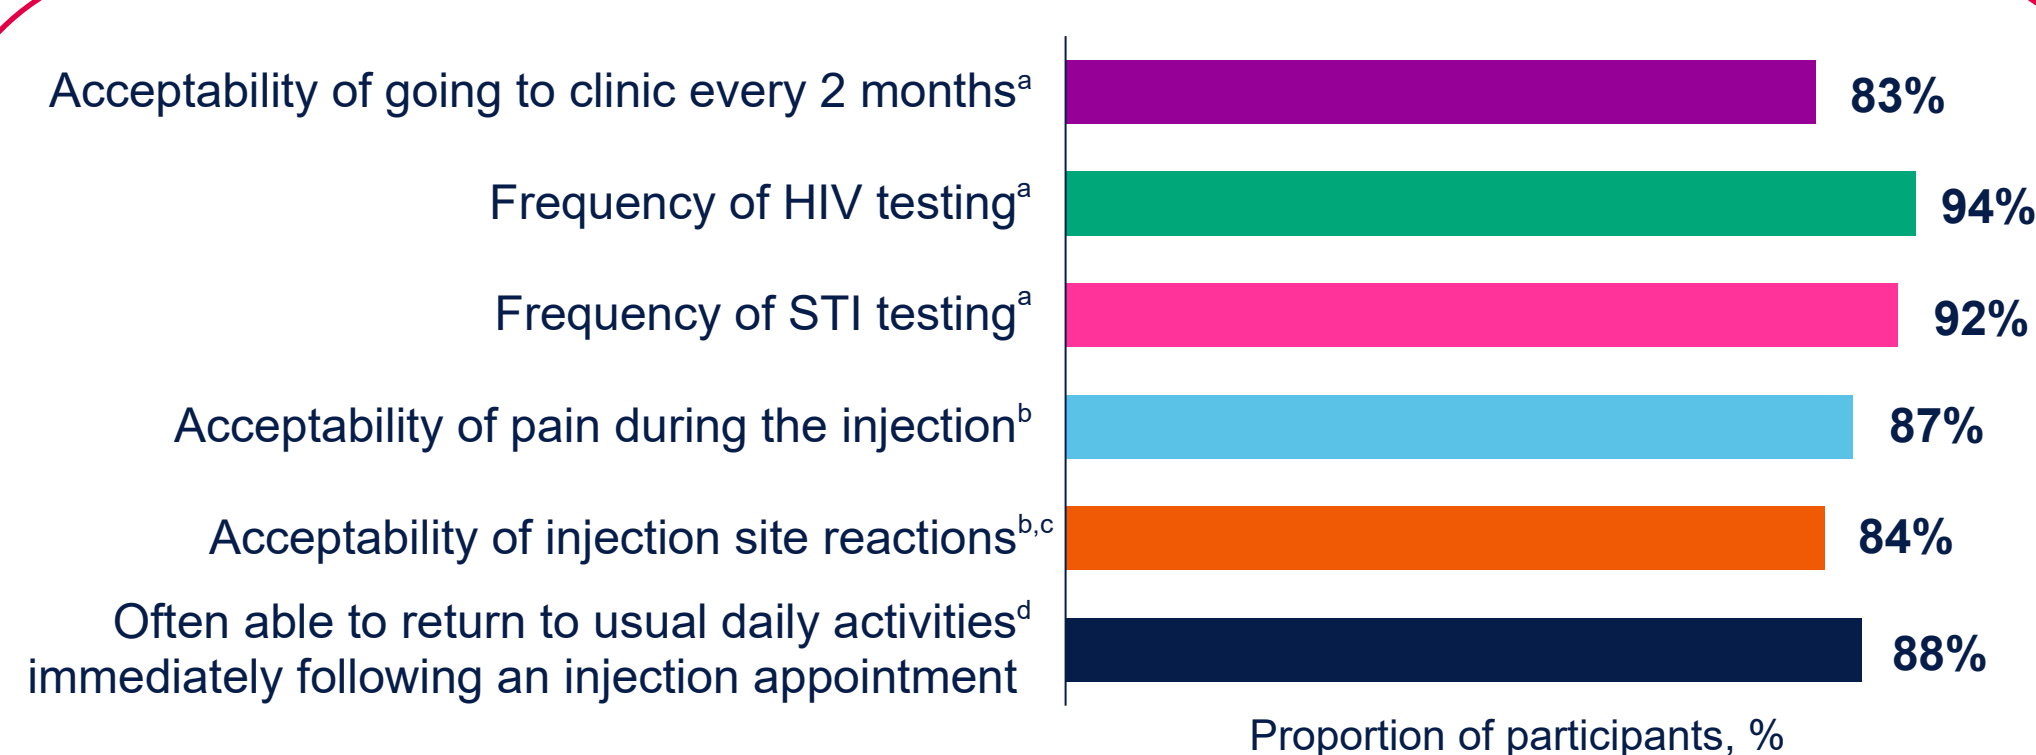 Acceptability of going to clinic every 2 monthsᵃ 83%
Frequency of HIV testingᵃ 94%
Frequency of STI testingᵃ 92%
Acceptability of pain during the injectionᵇ 87%
Acceptability of injection site reactionsᵇ,ᶜ 84%
Often able to return to usual daily activitiesᵈ
immediately following an injection appointment 88%
Proportion of participants, %